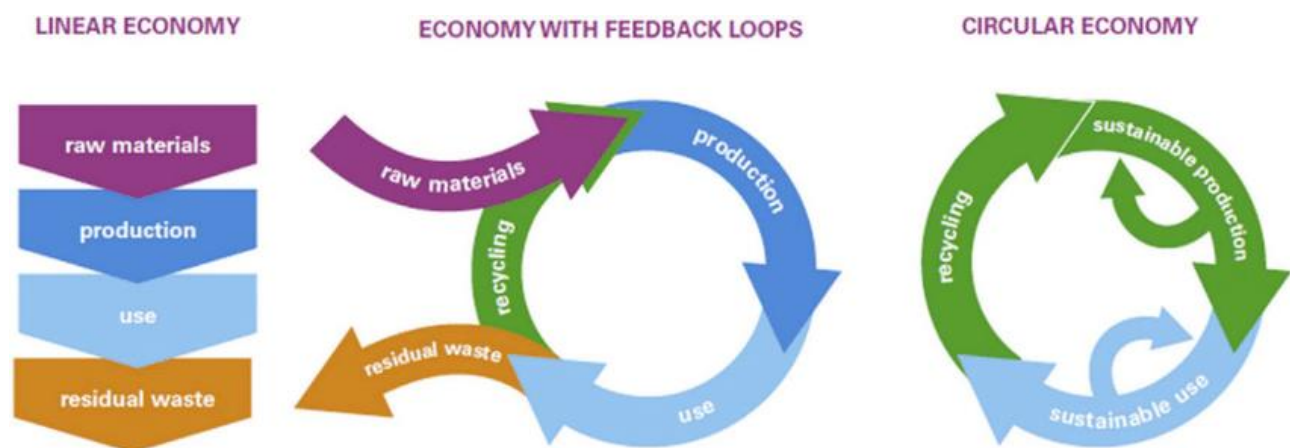 LINEAR ECONOMY
raw materials
production
use
residual waste
ECONOMY WITH FEEDBACK LOOPS
raw materials
production
recycling
residual waste
use
CIRCULAR ECONOMY
sustainable production
recycling
sustainable use